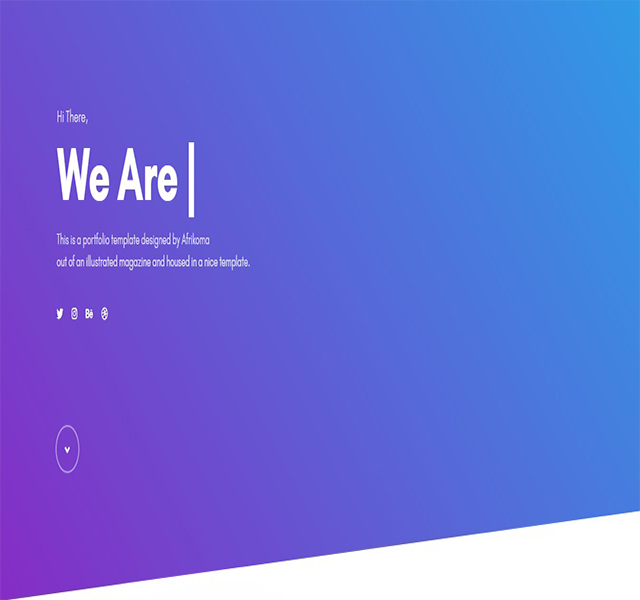 Hi There,
We Are |
This is a portfolio template designed by Afrikoma
out of an illustrated magazine and housed in a nice template.
Bē